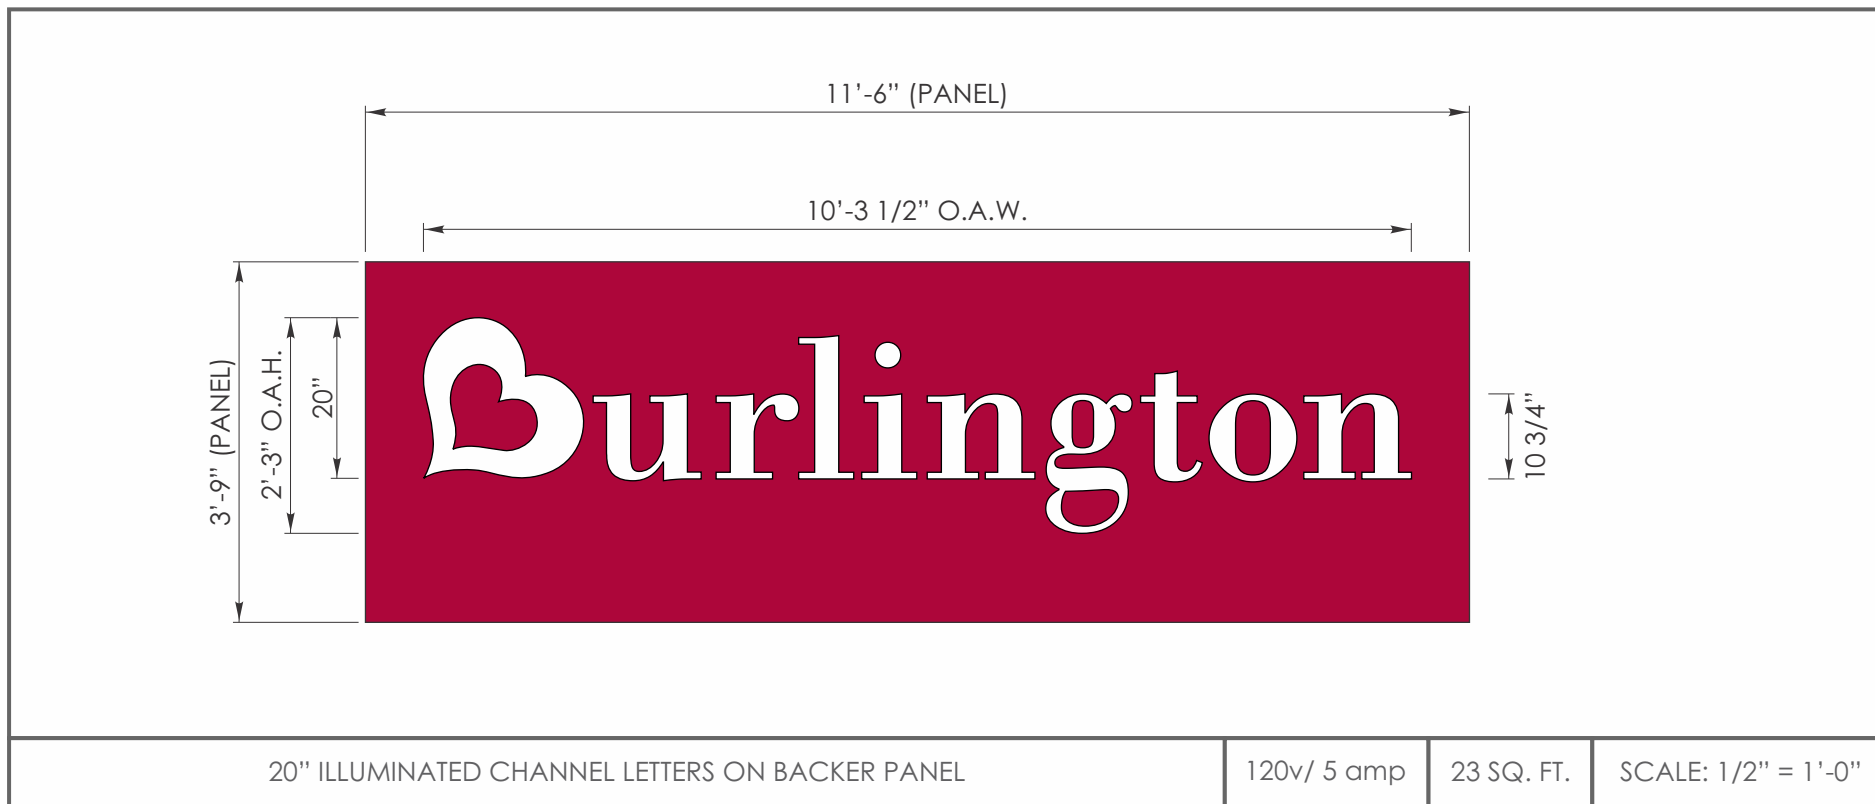 11’-6” (PANEL)
10’-3 1/2” O.A.W.
3’-9” (PANEL)
2’-3” O.A.H.
20”
Burlington
10 3/4”
20” ILLUMINATED CHANNEL LETTERS ON BACKER PANEL
120v/ 5 amp
23 SQ. FT.
SCALE: 1/2” = 1’-0”